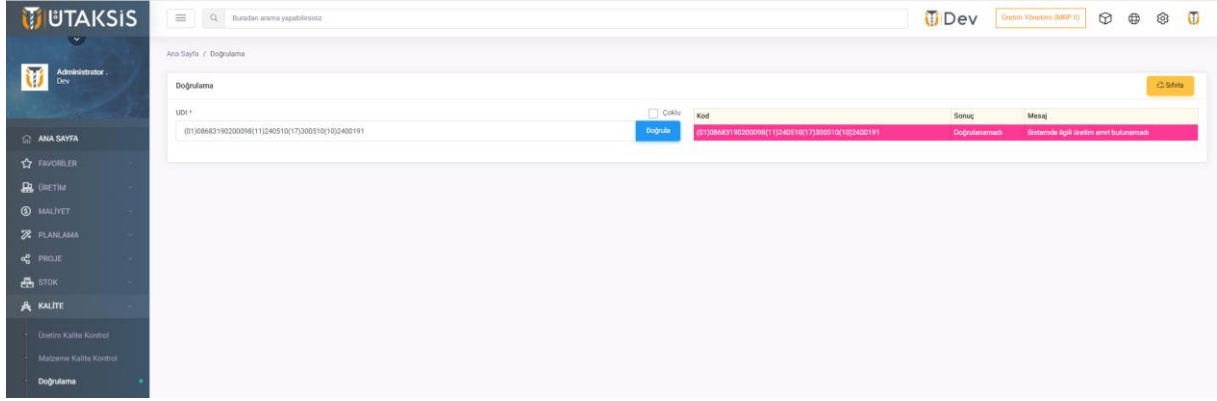 ÜTAKSİS
Buradan arama yapabilirsiniz
Dev
Üretim Yönetimi (MRP II)
Administrator .
Dev
Ana Sayfa / Doğrulama
Doğrulama
Sıfırla
UDI *
Çoklu
(01)08683190200098(11)240510(17)300510(10)2400191
Doğrula
Kod Sonuç Mesaj
(01)08683190200098(11)240510(17)300510(10)2400191 Doğrulanamadı Sistemde ilgili üretim emri bulunamadı
ANA SAYFA
FAVORİLER
ÜRETİM
MALİYET
PLANLAMA
PROJE
STOK
KALİTE
Üretim Kalite Kontrol
Malzeme Kalite Kontrol
Doğrulama